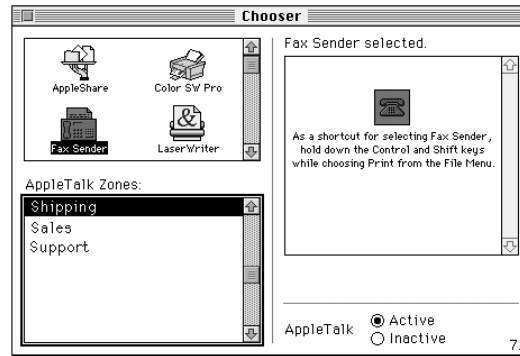 Chooser
AppleShare
Color SW Pro
Fax Sender
LaserWriter
AppleTalk Zones:
Shipping
Sales
Support
Fax Sender selected.
As a shortcut for selecting Fax Sender,
hold down the Control and Shift keys
while choosing Print from the File Menu.
AppleTalk
Active
Inactive
7.